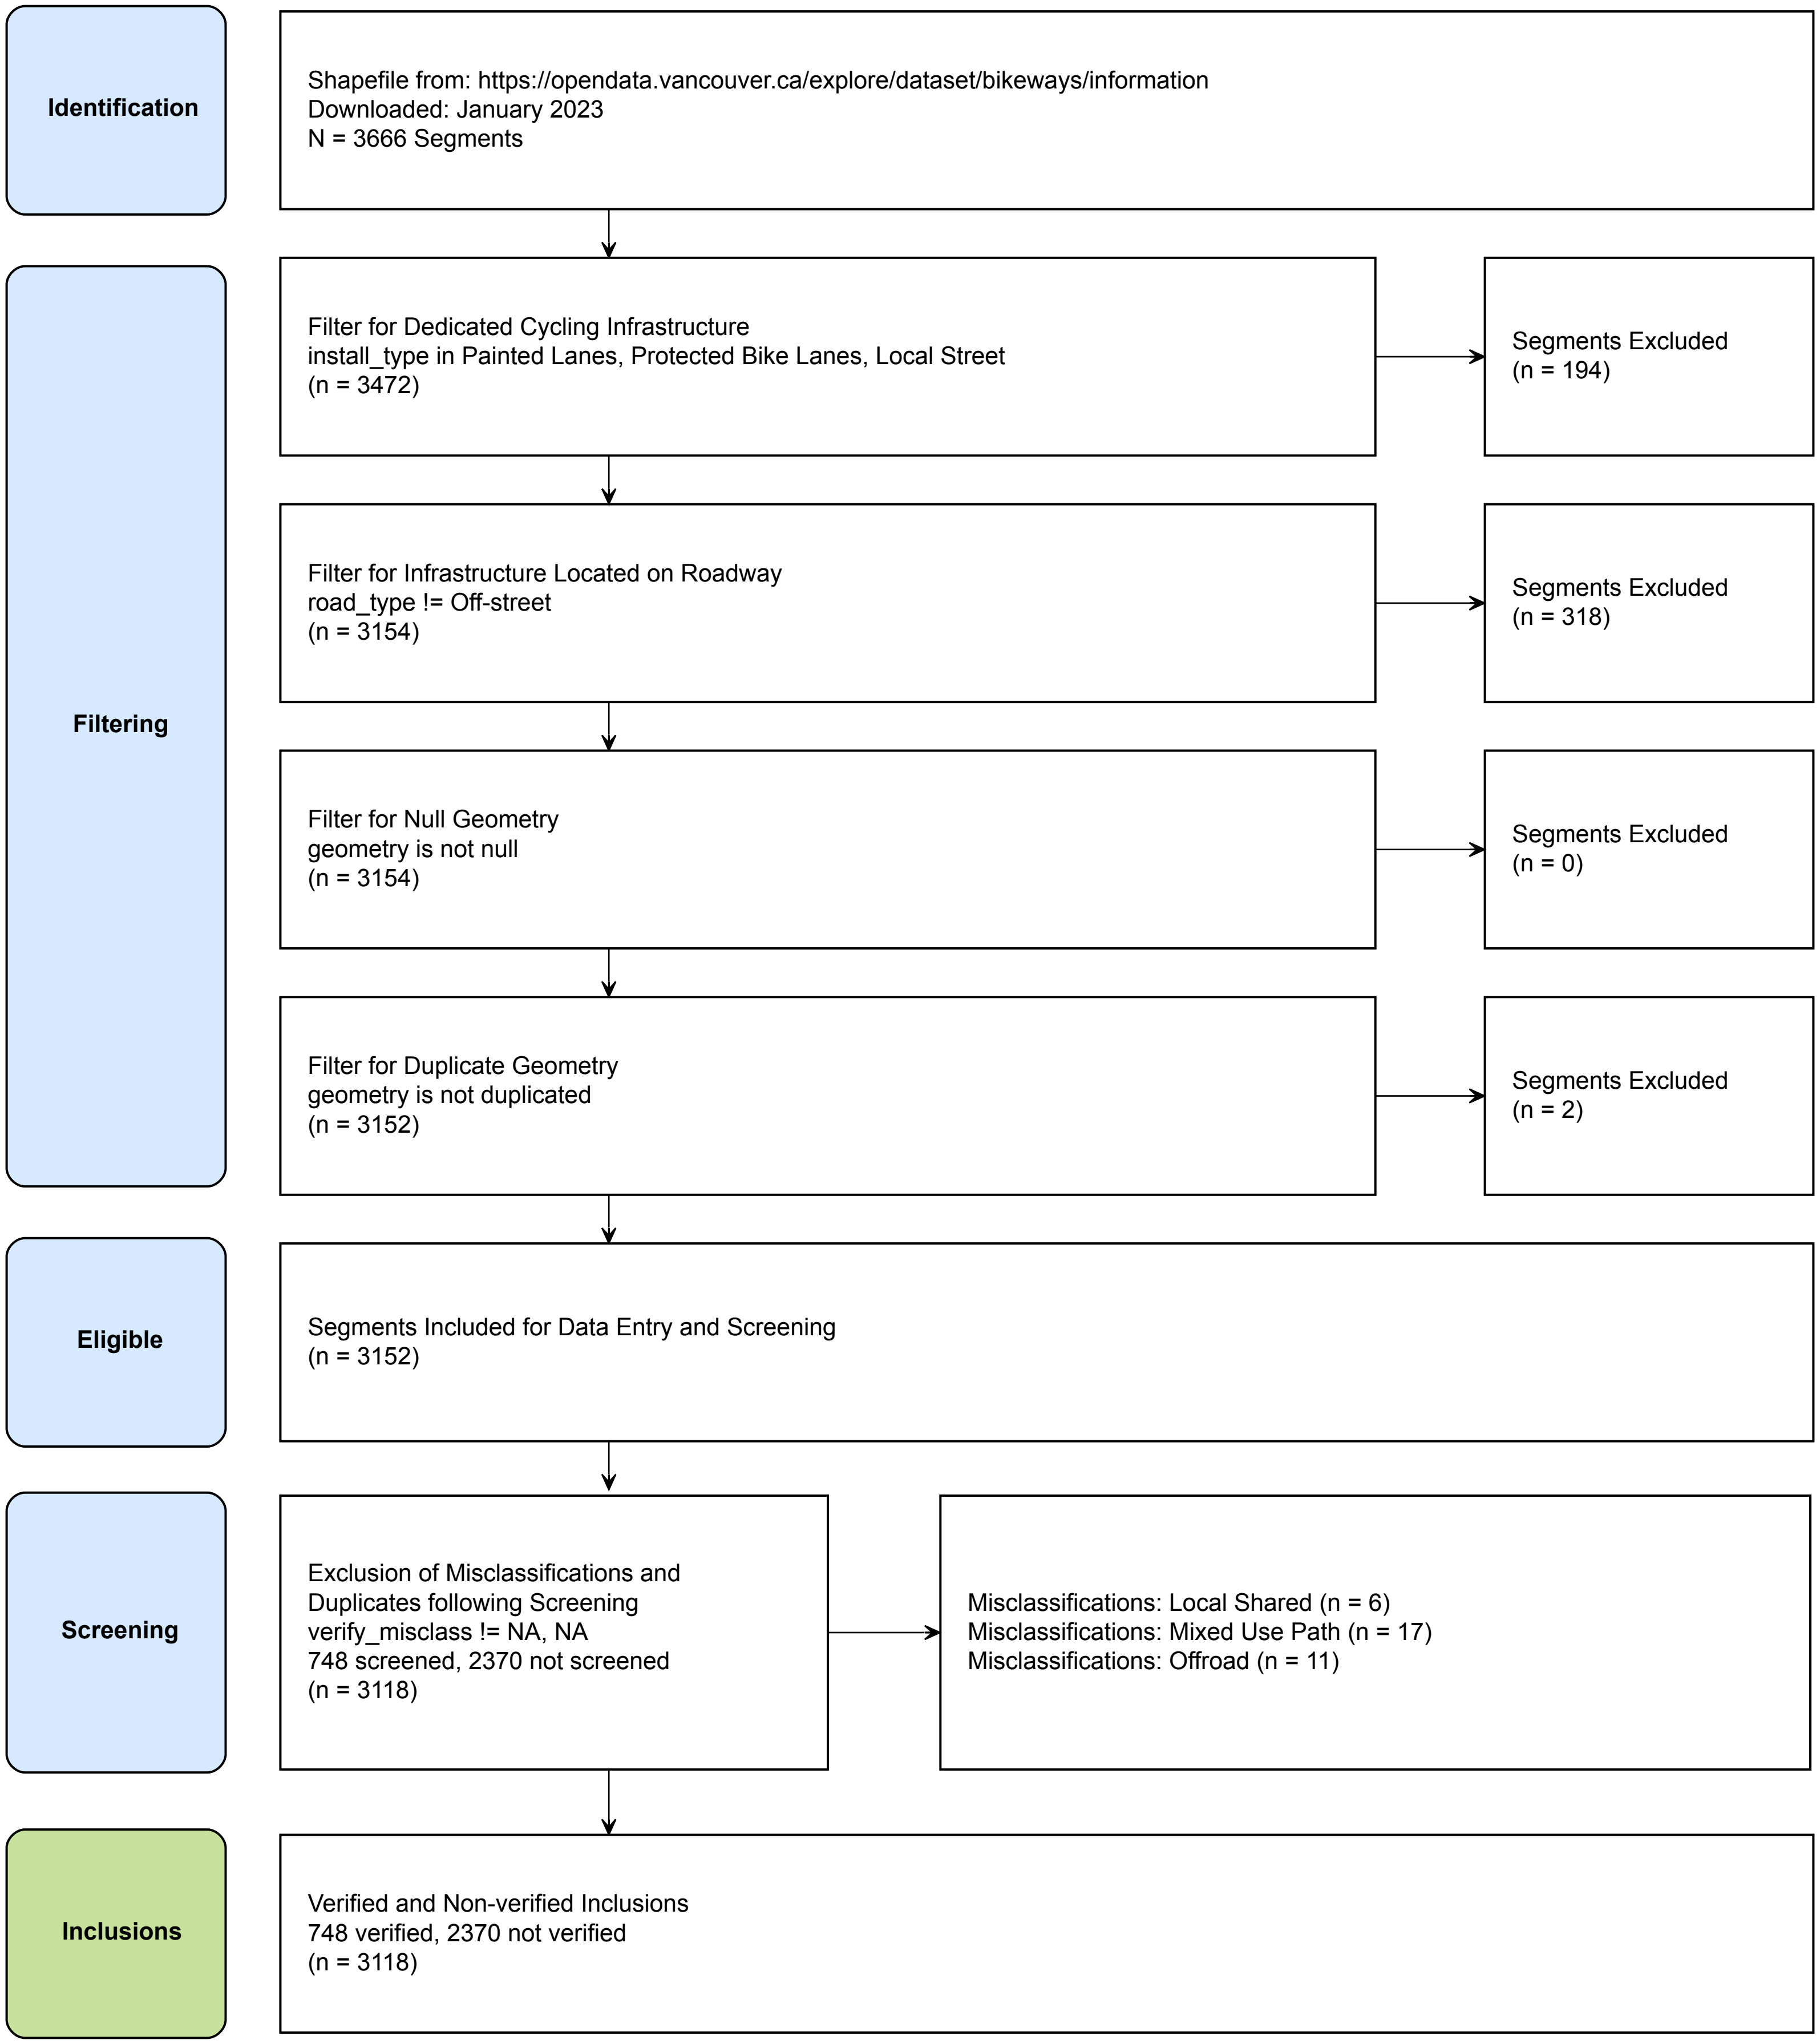 Identification
Shapefile from: https://opendata.vancouver.ca/explore/dataset/bikeways/information
Downloaded: January 2023
N = 3666 Segments
Filtering
Filter for Dedicated Cycling Infrastructure
install_type in Painted Lanes, Protected Bike Lanes, Local Street
(n = 3472)
Segments Excluded
(n = 194)
Filter for Infrastructure Located on Roadway
road_type != Off-street
(n = 3154)
Segments Excluded
(n = 318)
Filter for Null Geometry
geometry is not null
(n = 3154)
Segments Excluded
(n = 0)
Filter for Duplicate Geometry
geometry is not duplicated
(n = 3152)
Segments Excluded
(n = 2)
Eligible
Segments Included for Data Entry and Screening
(n = 3152)
Screening
Exclusion of Misclassifications and
Duplicates following Screening
verify_misclass != NA, NA
748 screened, 2370 not screened
(n = 3118)
Misclassifications: Local Shared (n = 6)
Misclassifications: Mixed Use Path (n = 17)
Misclassifications: Offroad (n = 11)
Inclusions
Verified and Non-verified Inclusions
748 verified, 2370 not verified
(n = 3118)